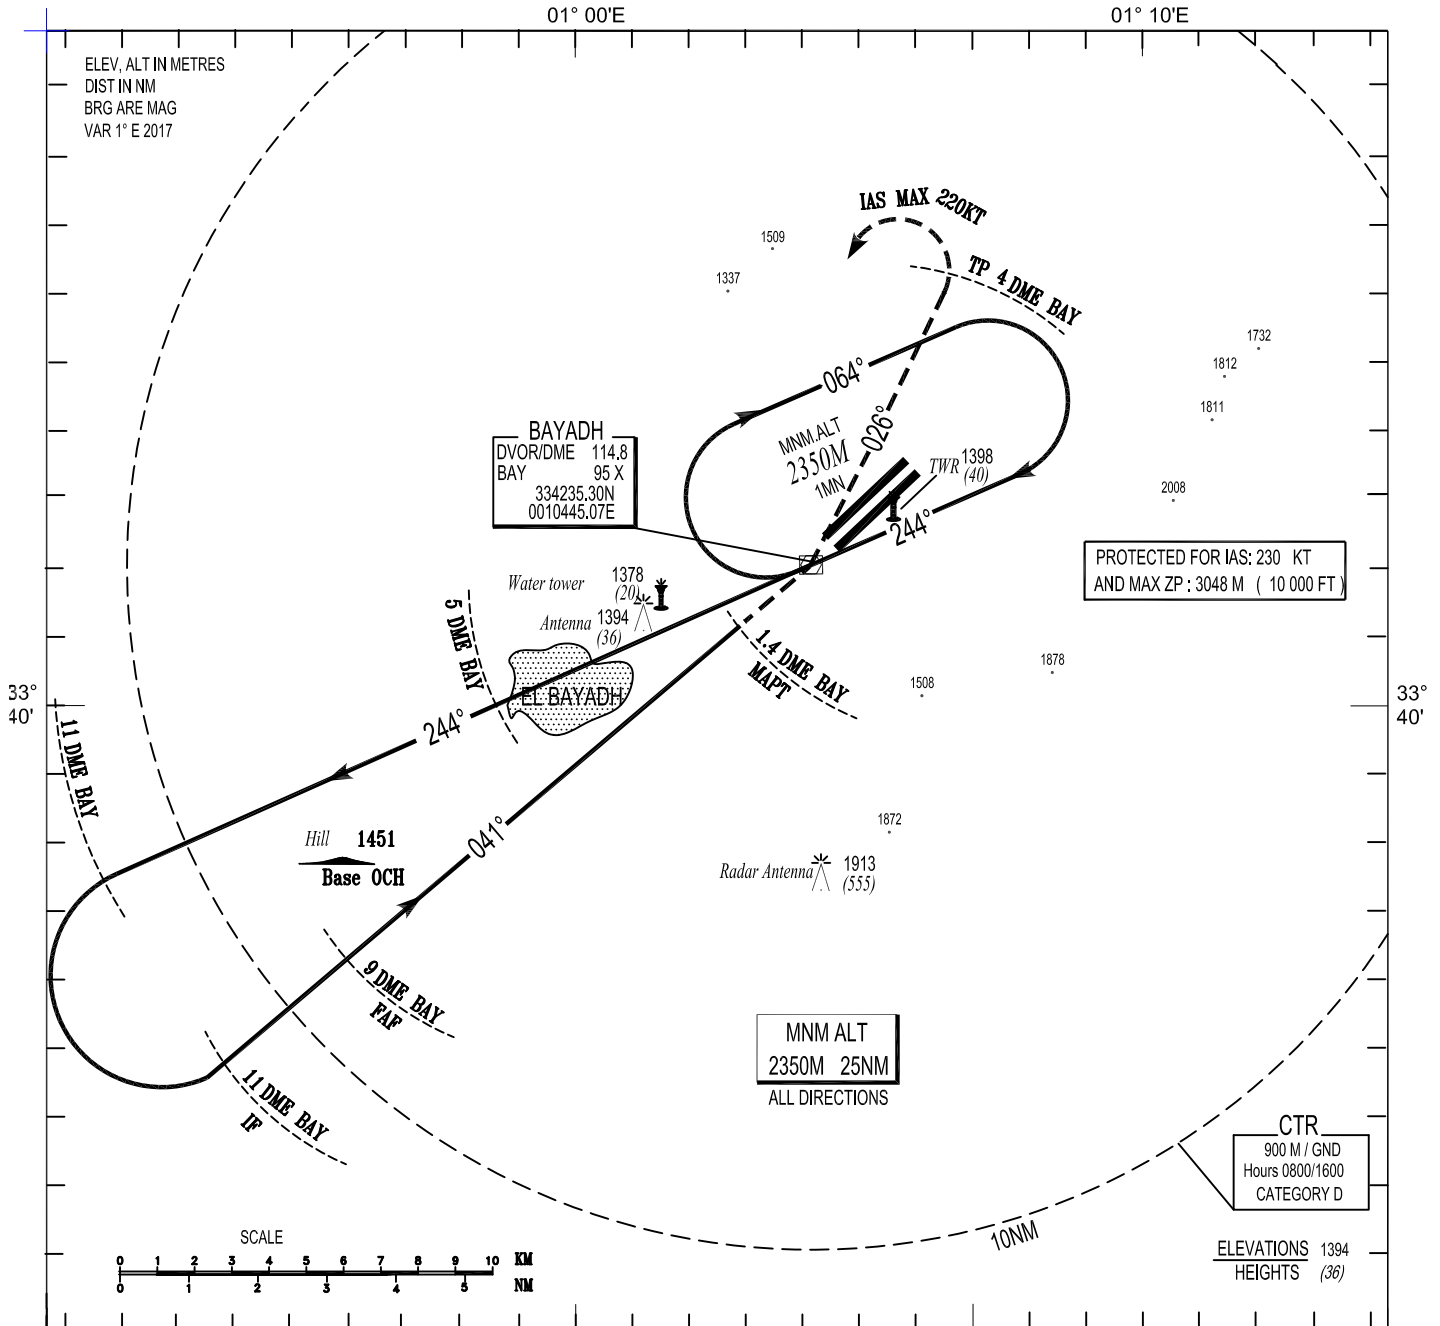 01° 00'E
01° 10'E
ELEV, ALT IN METRES
DIST IN NM
BRG ARE MAG
VAR 1° E 2017
IAS MAX 220KT
1509
TP 4 DME BAY
1337
1732
1812
064°
1811
026°
BAYADH
DVOR/DME 114.8
BAY 95 X
334235.30N
0010445.07E
MNM.ALT
2350M
1MN
TWR 1398
(40)
2008
244°
PROTECTED FOR IAS: 230 KT
AND MAX ZP : 3048 M ( 10 000 FT )
Water tower
1378
(20)
Antenna 1394
(36)
5 DME BAY
1.4 DME BAY
MAPT
1878
1508
EL BAYADH
33°
40'
33°
40'
244°
11 DME BAY
041°
Hill 1451
Base OCH
1872
Radar Antenna 1913
(555)
9 DME BAY
FAF
MNM ALT
2350M 25NM
ALL DIRECTIONS
11 DME BAY
IF
CTR
900 M / GND
Hours 0800/1600
CATEGORY D
10NM
SCALE
0 1 2 3 4 5 6 7 8 9 10 KM
0 1 2 3 4 5 NM
ELEVATIONS 1394
HEIGHTS (36)